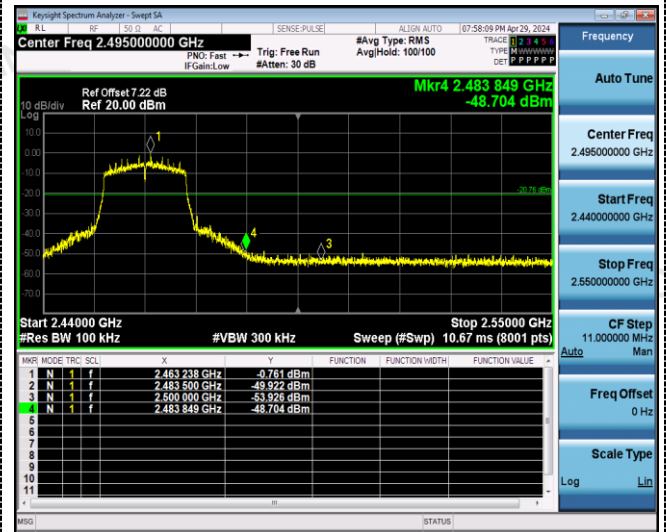 Keysight Spectrum Analyzer - Swept SA
RL RF 50 Ω AC SENSE:PULSE ALIGN AUTO 07:58:09 PM Apr 29, 2024
Center Freq 2.495000000 GHz
PNO: Fast
IFGain:Low
Trig: Free Run
#Atten: 30 dB
#Avg Type: RMS
Avg|Hold: 100/100
TRACE 1 2 3 4 5 6
TYPE M W W W W W
DET P P P P P P
Mkr4 2.483 849 GHz
-48.704 dBm
Ref Offset 7.22 dB
Ref 20.00 dBm
10 dB/div
Log
10.0
0.00
-10.0
-20.0
-30.0
-40.0
-50.0
-60.0
-70.0
1
4
3
-20.76 dBm
Start 2.44000 GHz Stop 2.55000 GHz
#Res BW 100 kHz #VBW 300 kHz Sweep (#Swp) 10.67 ms (8001 pts)
MKR MODE TRC SCL X Y FUNCTION FUNCTION WIDTH FUNCTION VALUE
1 N 1 f 2.463 238 GHz -0.761 dBm
2 N 1 f 2.483 500 GHz -49.922 dBm
3 N 1 f 2.500 000 GHz -53.926 dBm
4 N 1 f 2.483 849 GHz -48.704 dBm
5
6
7
8
9
10
11
MSG STATUS
Frequency
Auto Tune
Center Freq
2.495000000 GHz
Start Freq
2.440000000 GHz
Stop Freq
2.550000000 GHz
CF Step
11.000000 MHz
Auto Man
Freq Offset
0 Hz
Scale Type
Log Lin